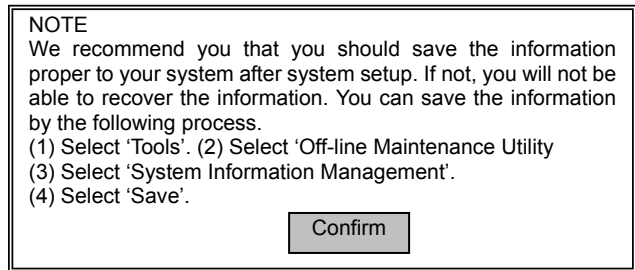 NOTE
We recommend you that you should save the information
proper to your system after system setup. If not, you will not be
able to recover the information. You can save the information
by the following process.
(1) Select ‘Tools’. (2) Select ‘Off-line Maintenance Utility
(3) Select ‘System Information Management’.
(4) Select ‘Save’.
Confirm